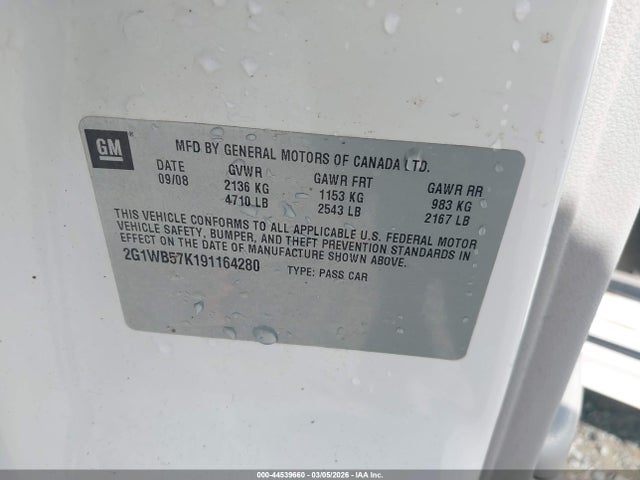 GM
MFD BY GENERAL MOTORS OF CANADA LTD.
DATE GVWR GAWR FRT GAWR RR
09/08 2136 KG 1153 KG 983 KG
4710 LB 2543 LB 2167 LB
THIS VEHICLE CONFORMS TO ALL APPLICABLE U.S. FEDERAL MOTOR
VEHICLE SAFETY, BUMPER, AND THEFT PREVENTION STANDARDS IN
EFFECT ON THE DATE OF MANUFACTURE SHOWN ABOVE.
2G1WB57K191164280 TYPE: PASS CAR
000-44539660 - 03/05/2026 - IAA Inc.